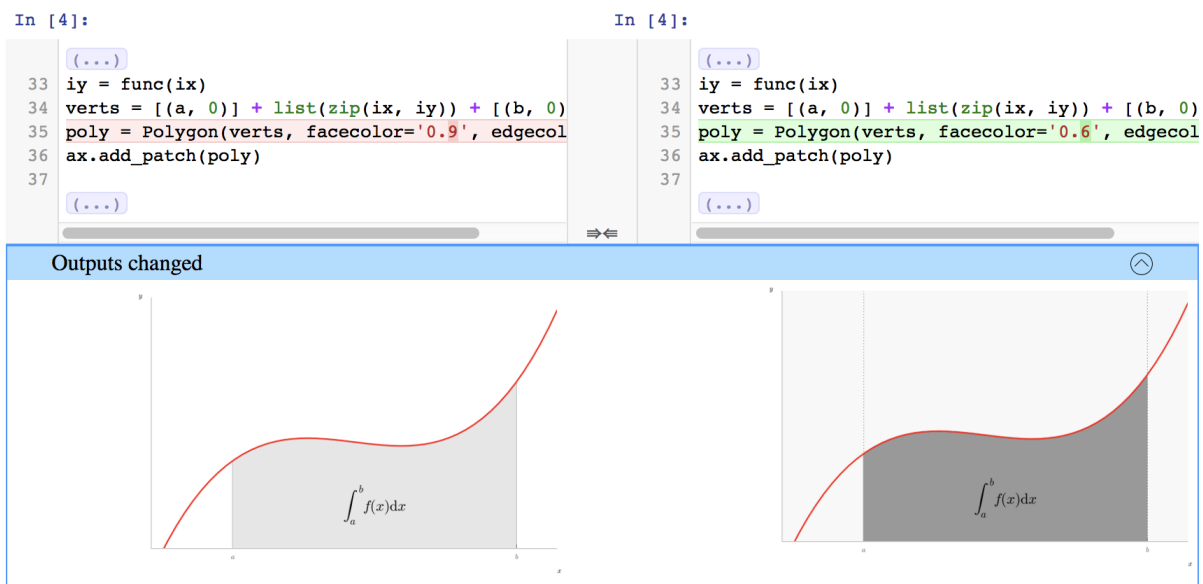 In [4]:
(...)
33 iy = func(ix)
34 verts = [(a, 0)] + list(zip(ix, iy)) + [(b, 0)
35 poly = Polygon(verts, facecolor='0.9', edgecol
36 ax.add_patch(poly)
37
(...)
In [4]:
(...)
33 iy = func(ix)
34 verts = [(a, 0)] + list(zip(ix, iy)) + [(b, 0)
35 poly = Polygon(verts, facecolor='0.6', edgecol
36 ax.add_patch(poly)
37
(...)
Outputs changed
y
∫ₐᵇ f(x)dx
a
b
x
y
∫ₐᵇ f(x)dx
a
b
x